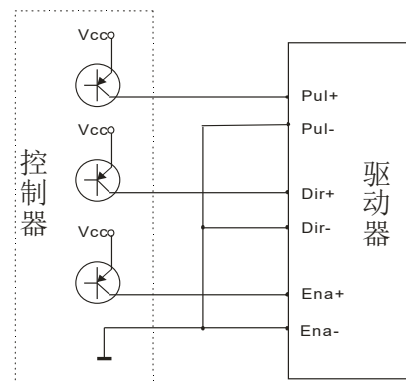 Vcc
Vcc
Vcc
控制器
Pul+
Pul-
Dir+
Dir-
Ena+
Ena-
驱动器